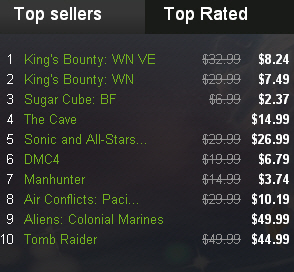 Top sellers Top Rated
1 King's Bounty: WN VE $32.99 $8.24
2 King's Bounty: WN $29.99 $7.49
3 Sugar Cube: BF $6.99 $2.37
4 The Cave $14.99
5 Sonic and All-Stars... $29.99 $26.99
6 DMC4 $19.99 $6.79
7 Manhunter $14.99 $3.74
8 Air Conflicts: Paci... $29.99 $10.19
9 Aliens: Colonial Marines $49.99
10 Tomb Raider $49.99 $44.99